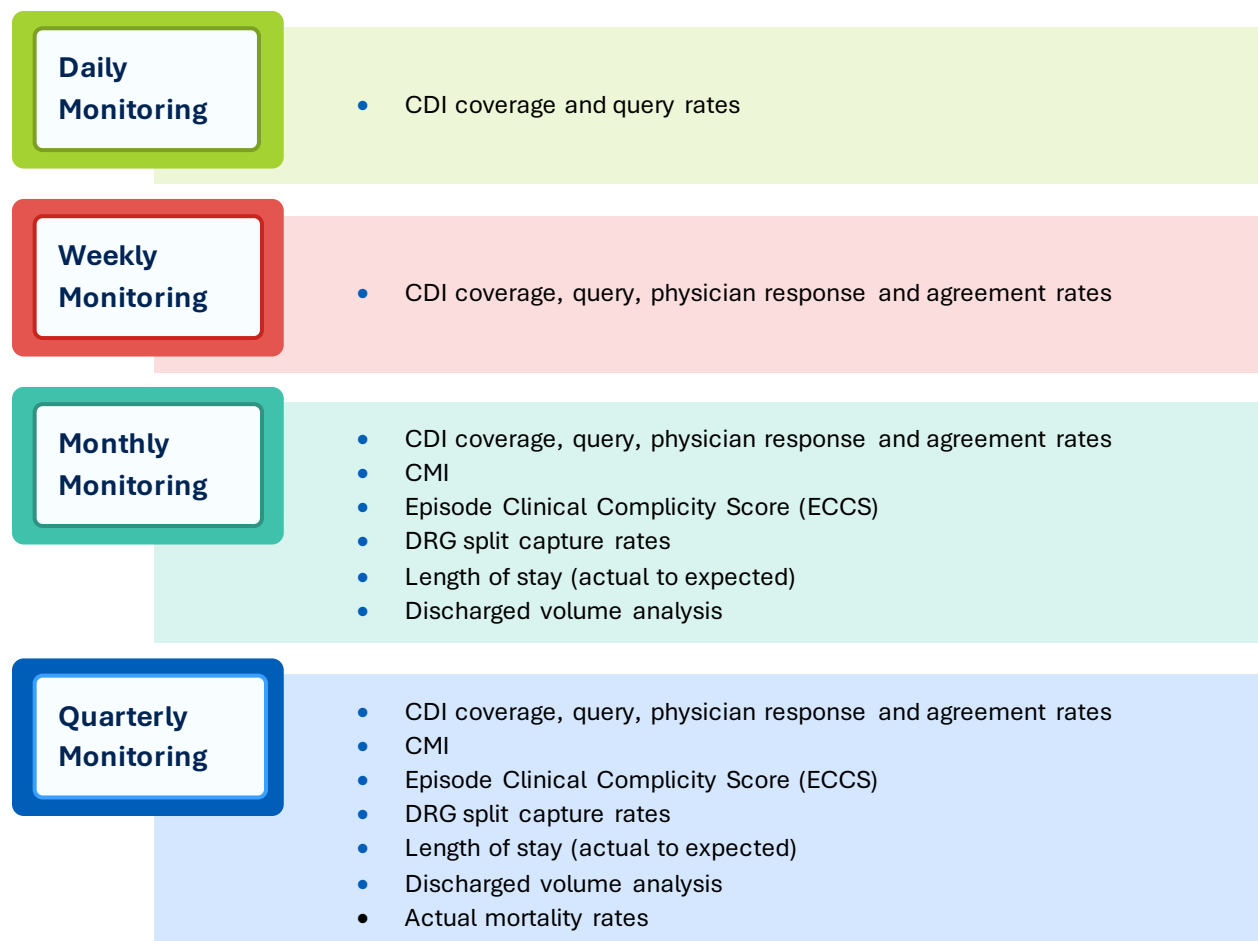 Daily
Monitoring
• CDI coverage and query rates
Weekly
Monitoring
• CDI coverage, query, physician response and agreement rates
Monthly
Monitoring
• CDI coverage, query, physician response and agreement rates
• CMI
• Episode Clinical Complicity Score (ECCS)
• DRG split capture rates
• Length of stay (actual to expected)
• Discharged volume analysis
Quarterly
Monitoring
• CDI coverage, query, physician response and agreement rates
• CMI
• Episode Clinical Complicity Score (ECCS)
• DRG split capture rates
• Length of stay (actual to expected)
• Discharged volume analysis
• Actual mortality rates